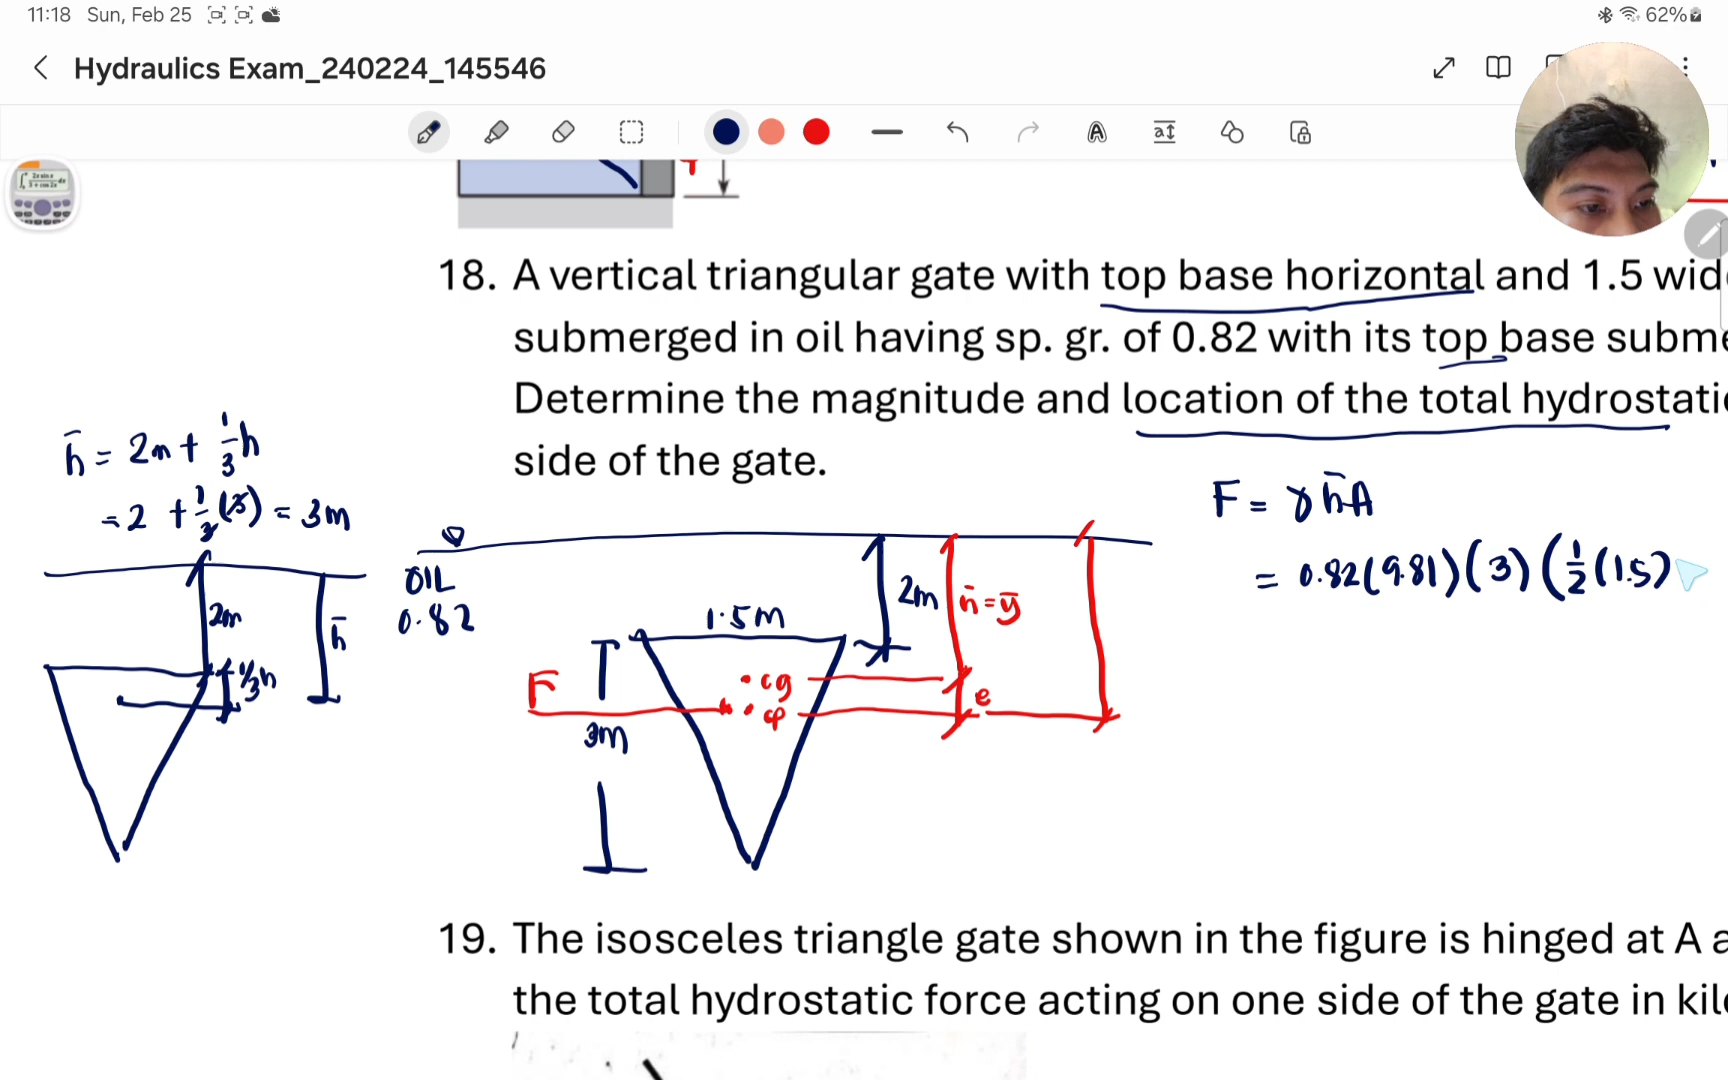 11:18 Sun, Feb 25
62%
Hydraulics Exam_240224_145546
18. A vertical triangular gate with top base horizontal and 1.5 wid
submerged in oil having sp. gr. of 0.82 with its top base subm
Determine the magnitude and location of the total hydrostati
side of the gate.
h̄ = 2m + 1/3 h
= 2 + 1/3 (3) = 3m
2m
h̄
1/3h
OIL
0.82
1.5m
2m
h̄ = ȳ
F
3m
cg
cp
e
F = γh̄A
= 0.82(9.81)(3)(1/2(1.5)
19. The isosceles triangle gate shown in the figure is hinged at A a
the total hydrostatic force acting on one side of the gate in kil